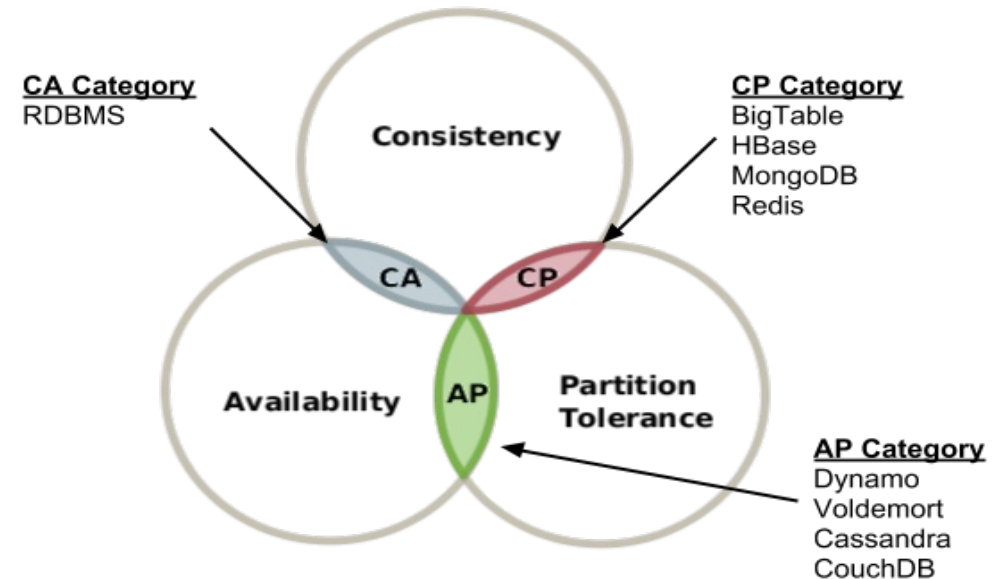 CA Category
RDBMS
CP Category
BigTable
HBase
MongoDB
Redis
Consistency
CA
CP
AP
Availability
Partition
Tolerance
AP Category
Dynamo
Voldemort
Cassandra
CouchDB